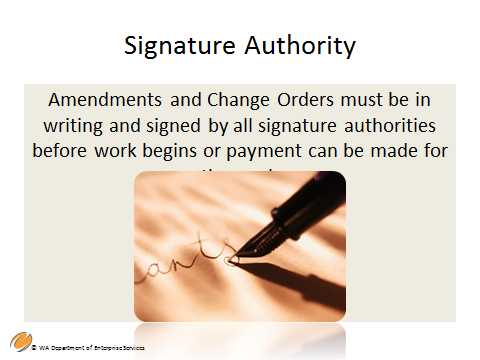 Signature Authority
Amendments and Change Orders must be in
writing and signed by all signature authorities
before work begins or payment can be made for
ants
© WA Department of Enterprise Services